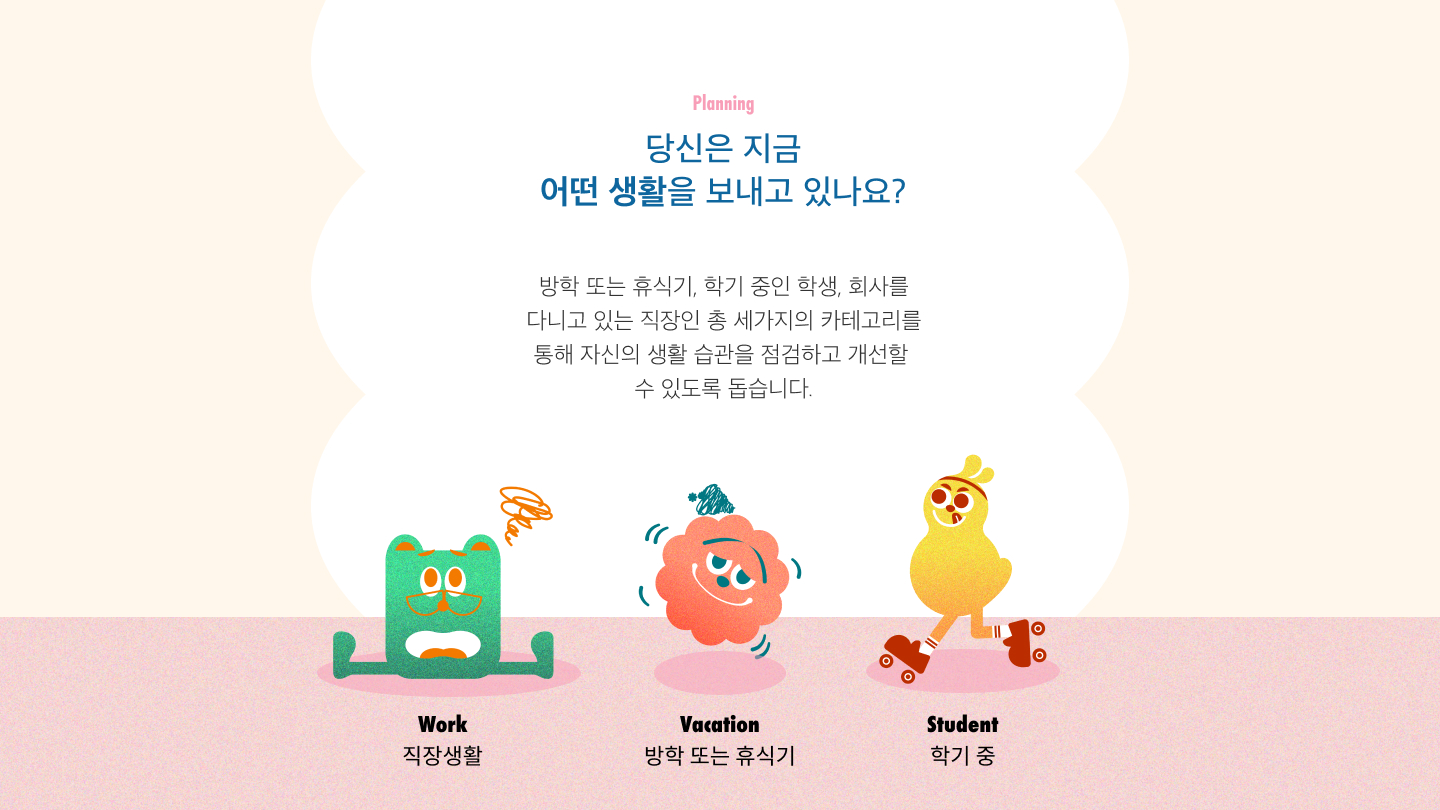 Planning
당신은 지금
어떤 생활을 보내고 있나요?
방학 또는 휴식기, 학기 중인 학생, 회사를
다니고 있는 직장인 총 세가지의 카테고리를
통해 자신의 생활 습관을 점검하고 개선할
수 있도록 돕습니다.
Work
직장생활
Vacation
방학 또는 휴식기
Student
학기 중